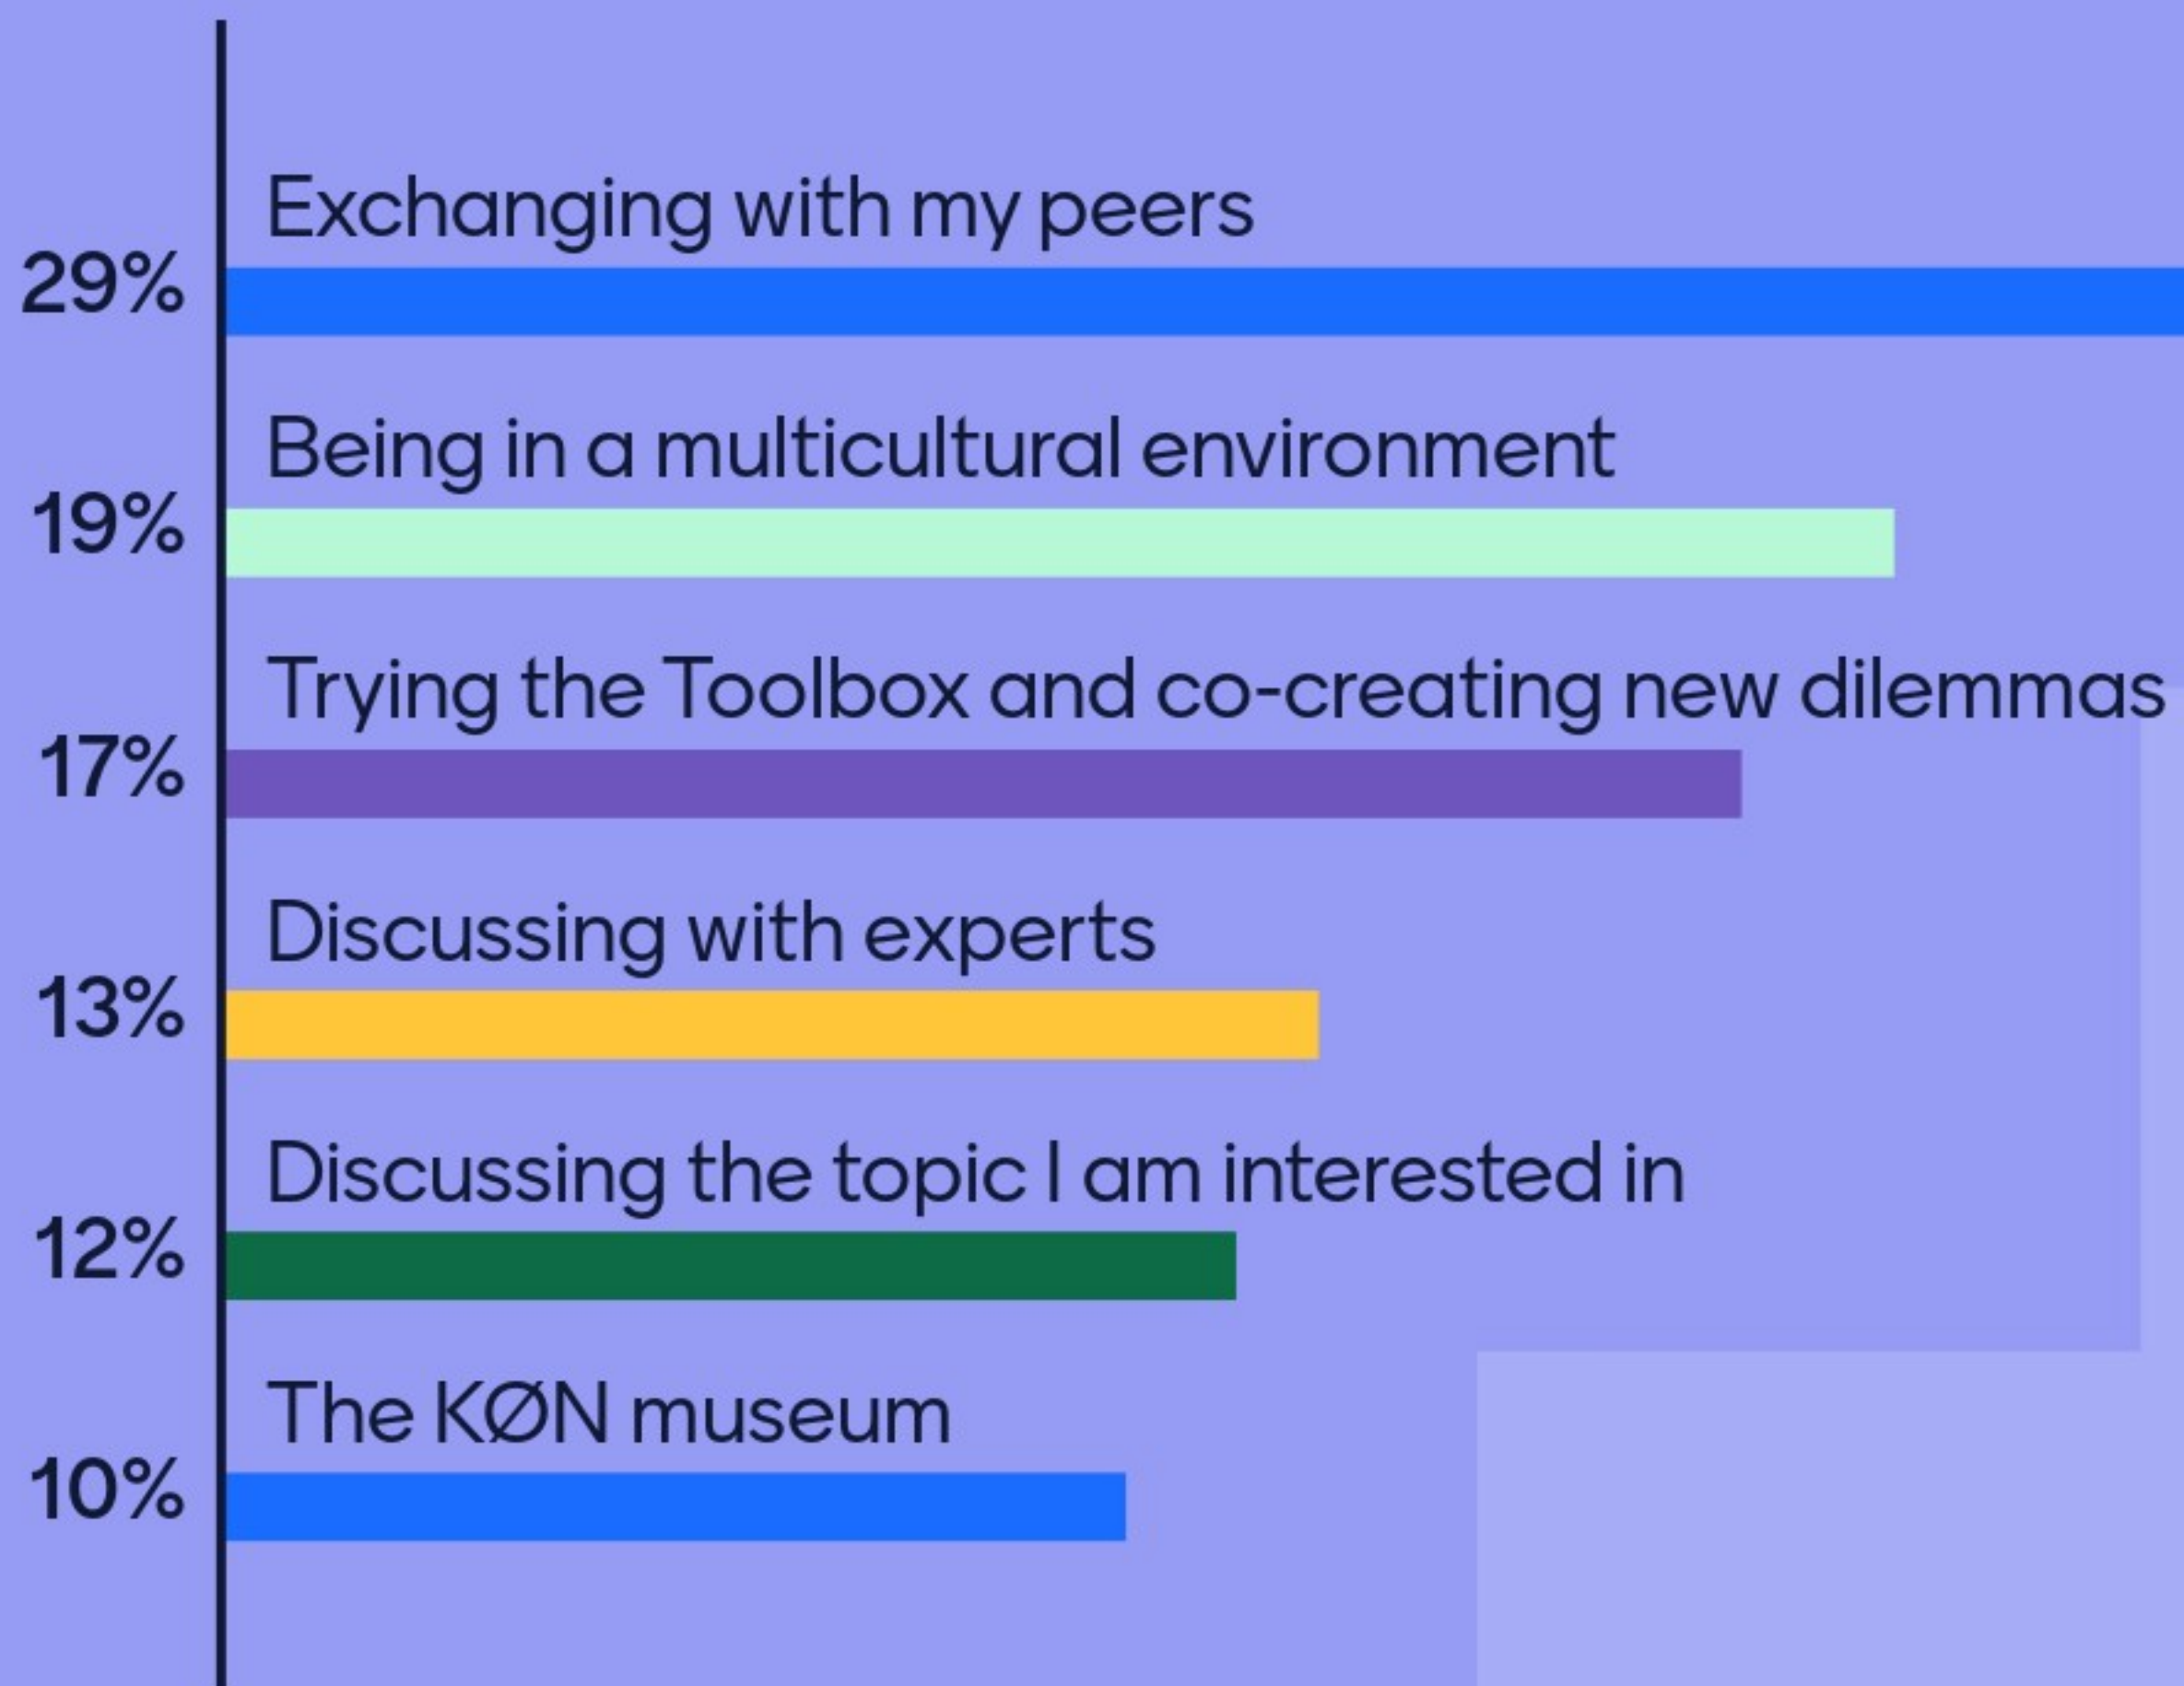 Exchanging with my peers
29%
Being in a multicultural environment
19%
Trying the Toolbox and co-creating new dilemmas
17%
Discussing with experts
13%
Discussing the topic I am interested in
12%
The KØN museum
10%